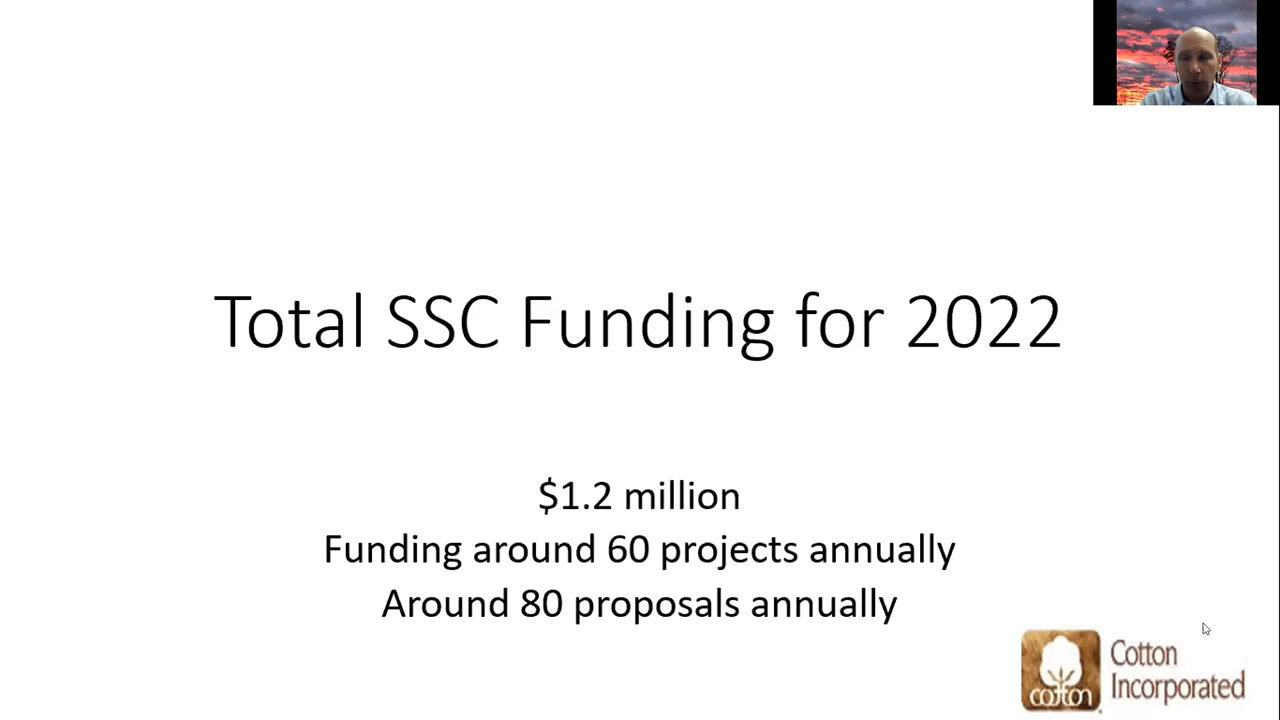 Total SSC Funding for 2022
$1.2 million
Funding around 60 projects annually
Around 80 proposals annually
cotton
Cotton
Incorporated